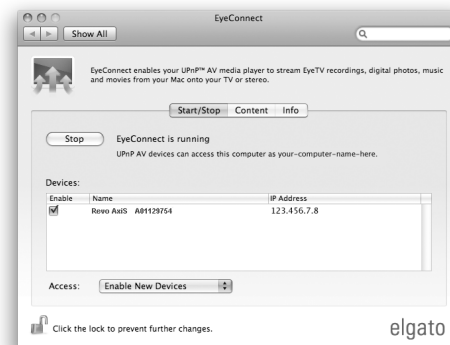 EyeConnect
Show All
EyeConnect enables your UPnP™ AV media player to stream EyeTV recordings, digital photos, music
and movies from your Mac onto your TV or stereo.
Start/Stop Content Info
Stop EyeConnect is running
UPnP AV devices can access this computer as your-computer-name-here.
Devices:
Enable Name IP Address
Revo AxiS A01129754 123.456.7.8
Access: Enable New Devices
Click the lock to prevent further changes.
elgato